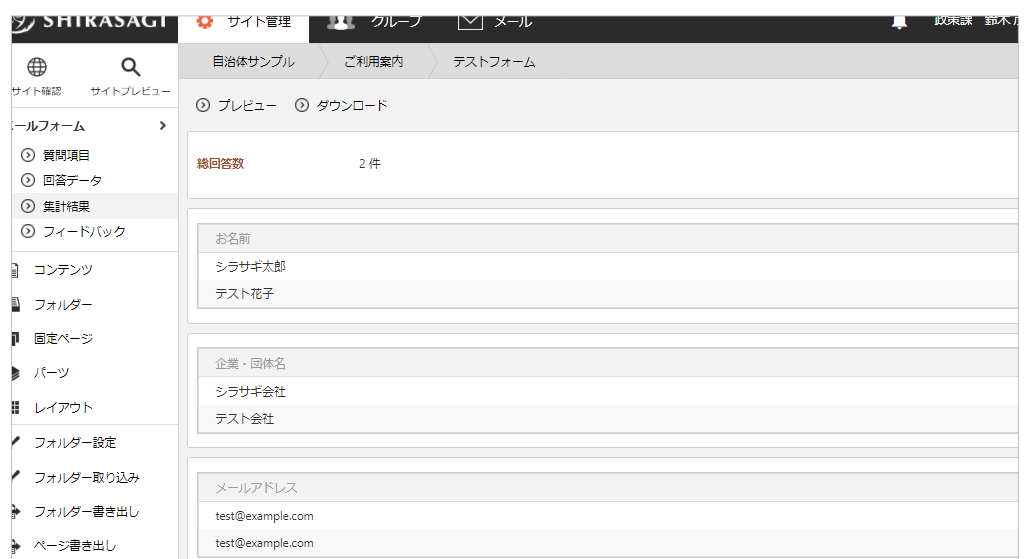 SHIRASAGI サイト管理 グループ メール 政策課 鈴木
サイト確認 サイトプレビュー
自治体サンプル ご利用案内 テストフォーム
プレビュー ダウンロード
メールフォーム
質問項目
回答データ
集計結果
フィードバック
コンテンツ
フォルダー
固定ページ
パーツ
レイアウト
フォルダー設定
フォルダー取り込み
フォルダー書き出し
ページ書き出し
総回答数 2 件
お名前
シラサギ太郎
テスト花子
企業・団体名
シラサギ会社
テスト会社
メールアドレス
test@example.com
test@example.com